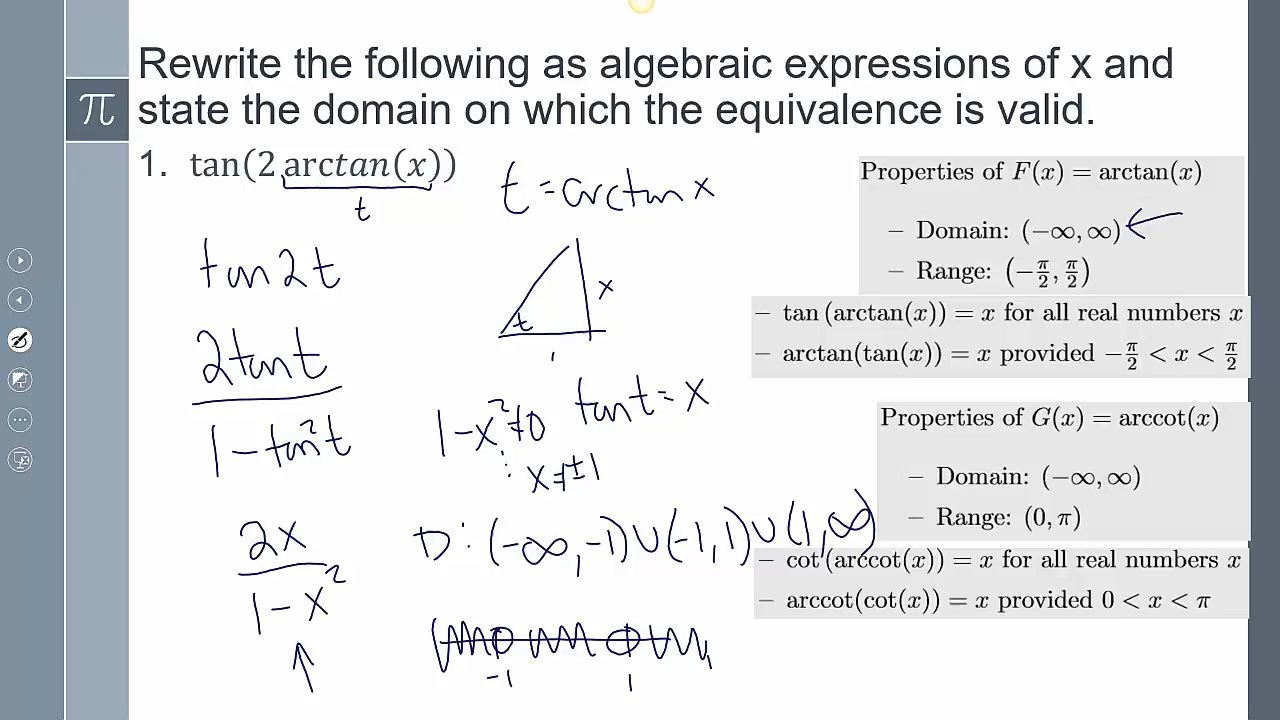 Rewrite the following as algebraic expressions of x and
state the domain on which the equivalence is valid.
π
1. tan(2 arctan(x))
t
t = arctan x
tan 2t
2tan t
1 - tan² t
2x
1 - x²
t
x
1
tan t = x
1 - x² ≠ 0
∴ x ≠ ±1
D: (-∞, -1) ∪ (-1, 1) ∪ (1, ∞)
-1
1
Properties of F(x) = arctan(x)
– Domain: (−∞, ∞)
– Range: (−π/2, π/2)
– tan (arctan(x)) = x for all real numbers x
– arctan(tan(x)) = x provided −π/2 < x < π/2
Properties of G(x) = arccot(x)
– Domain: (−∞, ∞)
– Range: (0, π)
– cot (arccot(x)) = x for all real numbers x
– arccot(cot(x)) = x provided 0 < x < π